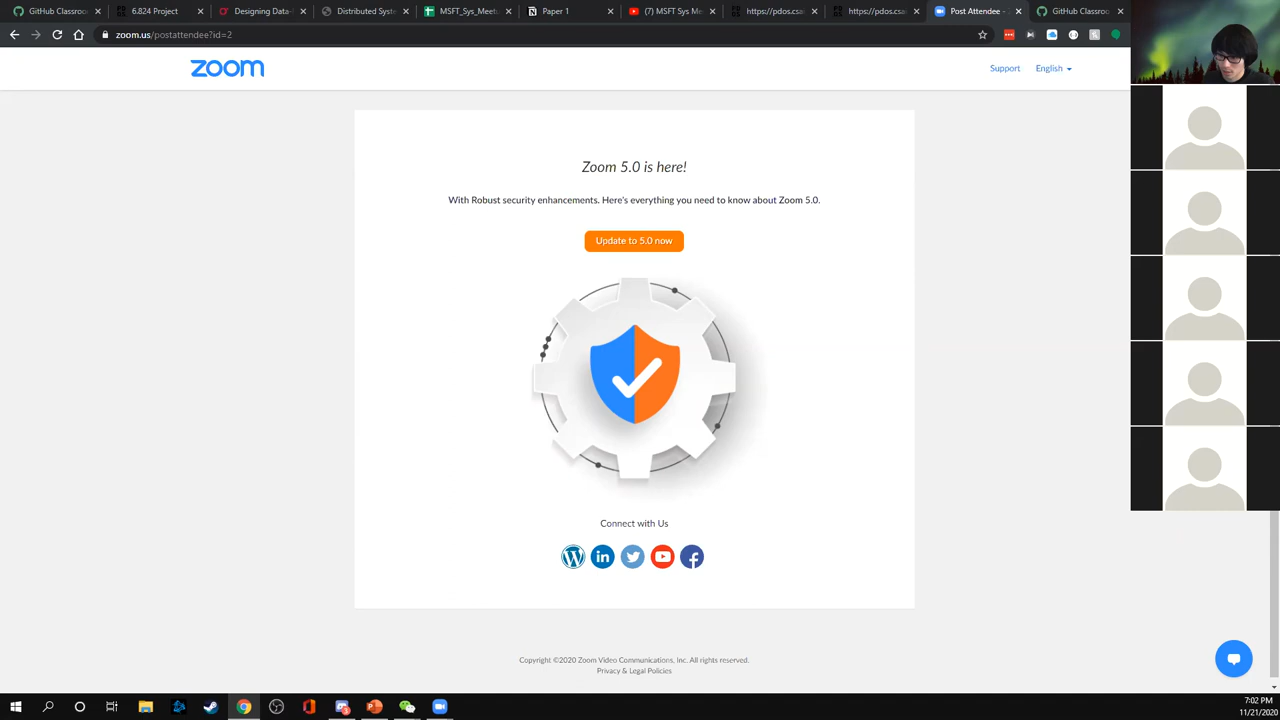 GitHub Classroo
6.824 Project
Designing Data-
Distributed Syste
MSFT_Sys_Meetu
Paper 1
(7) MSFT Sys Me
https://pdos.csa
https://pdos.csa
Post Attendee -
GitHub Classroo
zoom.us/postattendee?id=2
zoom
Support
English
Zoom 5.0 is here!
With Robust security enhancements. Here's everything you need to know about Zoom 5.0.
Update to 5.0 now
Connect with Us
Copyright ©2020 Zoom Video Communications, Inc. All rights reserved.
Privacy & Legal Policies
7:02 PM
11/21/2020